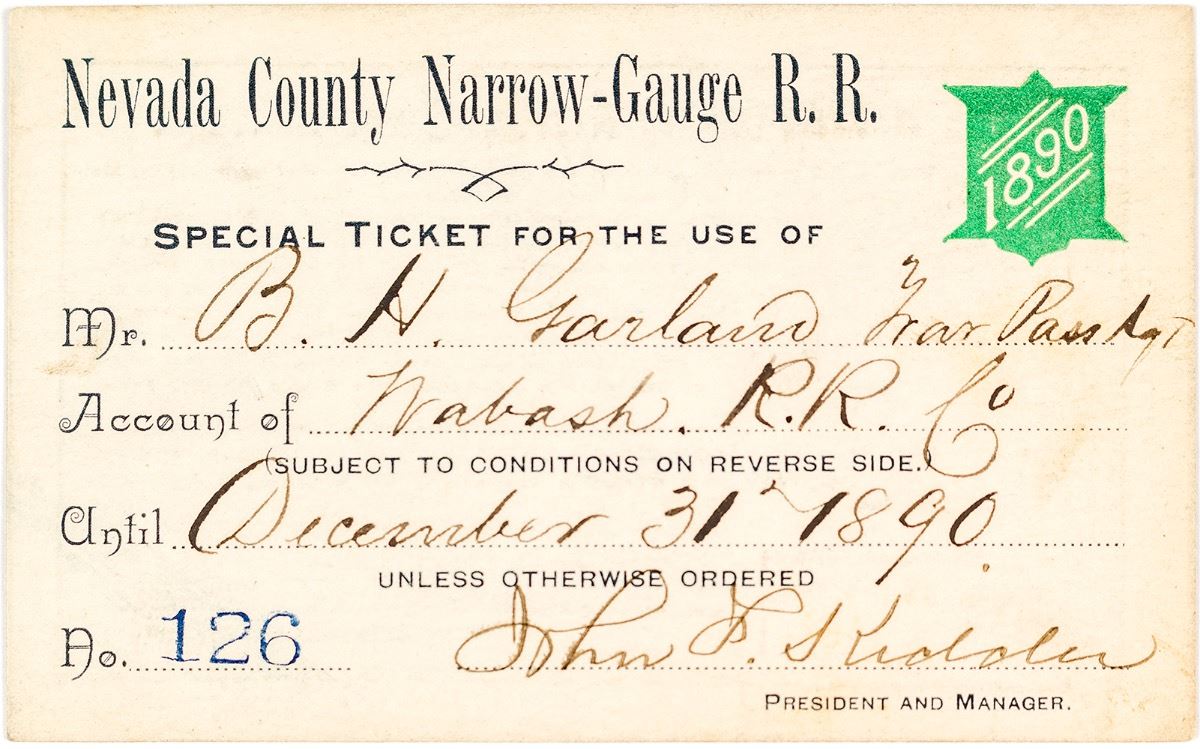 Nevada County Narrow-Gauge R. R.
1890
SPECIAL TICKET FOR THE USE OF
Mr. B. H. Garland Trav Pass Agt
Account of Wabash. R.R. Co
(SUBJECT TO CONDITIONS ON REVERSE SIDE.)
Until December 31st 1890.
UNLESS OTHERWISE ORDERED
No. 126 John F. Kidder
PRESIDENT AND MANAGER.